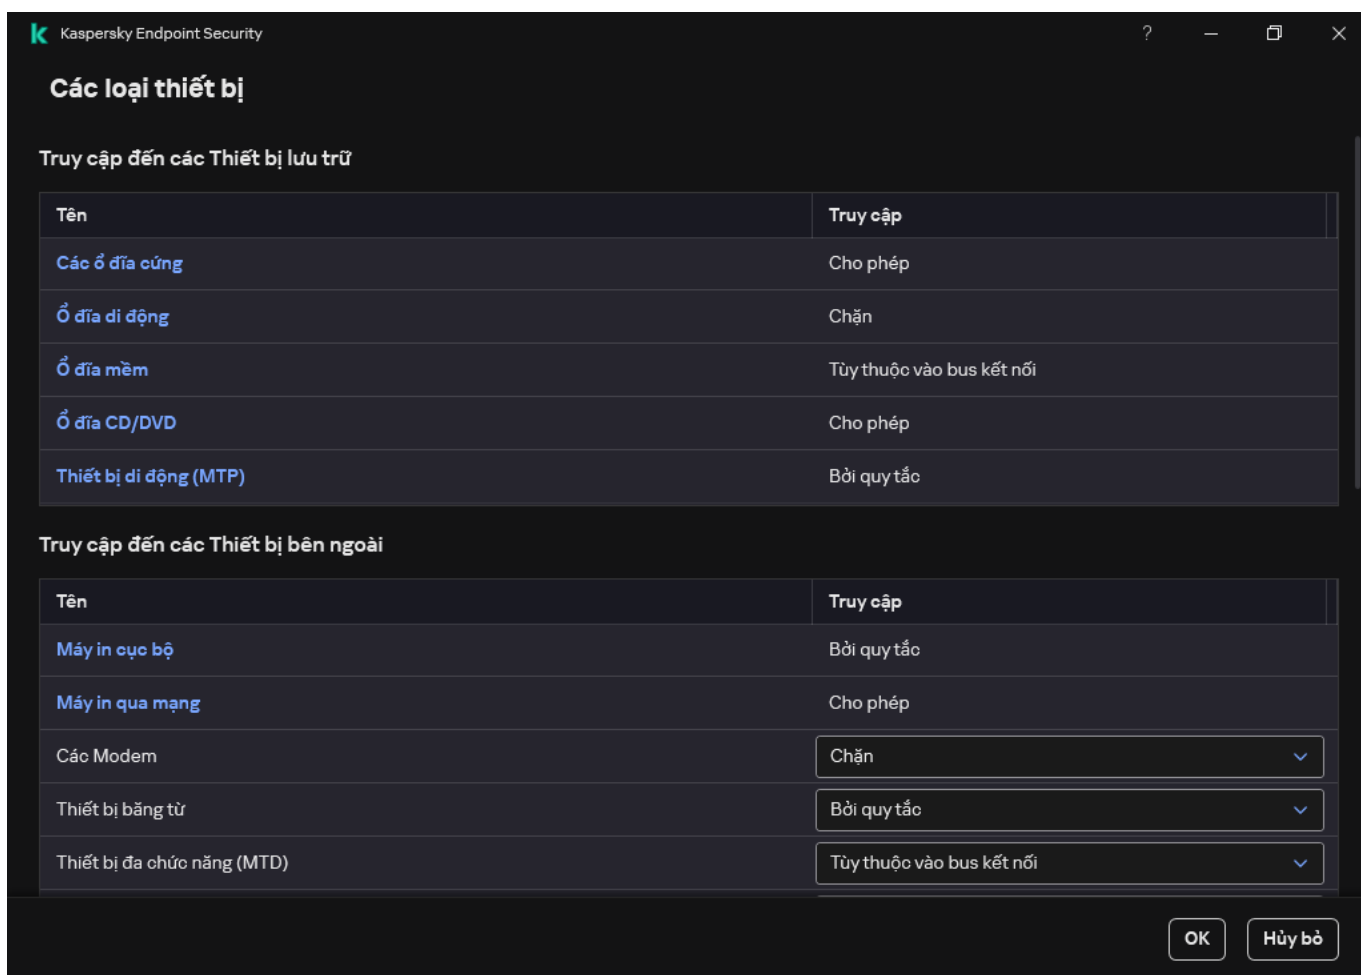 Kaspersky Endpoint Security ?
Các loại thiết bị
Truy cập đến các Thiết bị lưu trữ
Tên Truy cập
Các ổ đĩa cứng Cho phép
Ổ đĩa di động Chặn
Ổ đĩa mềm Tùy thuộc vào bus kết nối
Ổ đĩa CD/DVD Cho phép
Thiết bị di động (MTP) Bởi quy tắc
Truy cập đến các Thiết bị bên ngoài
Tên Truy cập
Máy in cục bộ Bởi quy tắc
Máy in qua mạng Cho phép
Các Modem Chặn
Thiết bị băng từ Bởi quy tắc
Thiết bị đa chức năng (MTD) Tùy thuộc vào bus kết nối
OK Hủy bỏ